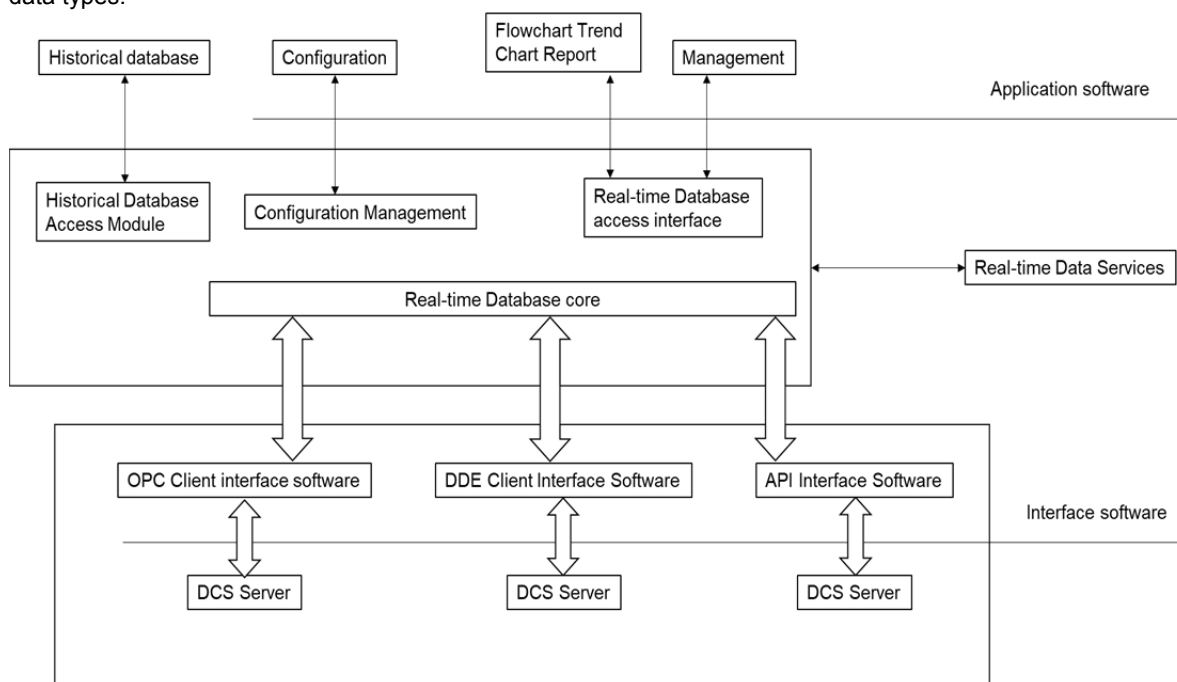 data types.
Historical database
Configuration
Flowchart Trend
Chart Report
Management
Application software
Historical Database
Access Module
Configuration Management
Real-time Database
access interface
Real-time Data Services
Real-time Database core
OPC Client interface software
DDE Client Interface Software
API Interface Software
Interface software
DCS Server
DCS Server
DCS Server